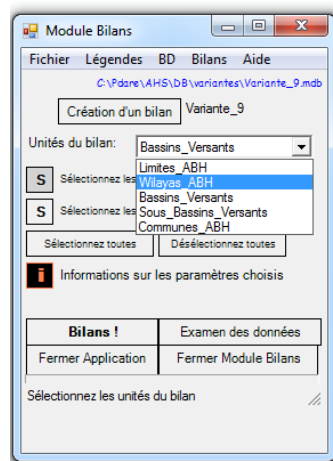 Module Bilans
Fichier Légendes BD Bilans Aide
C:\Pdare\AHS\DB\variantes\Variante_9.mdb
Création d'un bilan Variante_9
Unités du bilan: Bassins_Versants
Limites_ABH
S Sélectionnez les Wilayas_ABH
Bassins_Versants
S Sélectionnez les Sous_Bassins_Versants
Communes_ABH
Sélectionnez toutes Désélectionnez toutes
i Informations sur les paramètres choisis
Bilans ! Examen des données
Fermer Application Fermer Module Bilans
Sélectionnez les unités du bilan